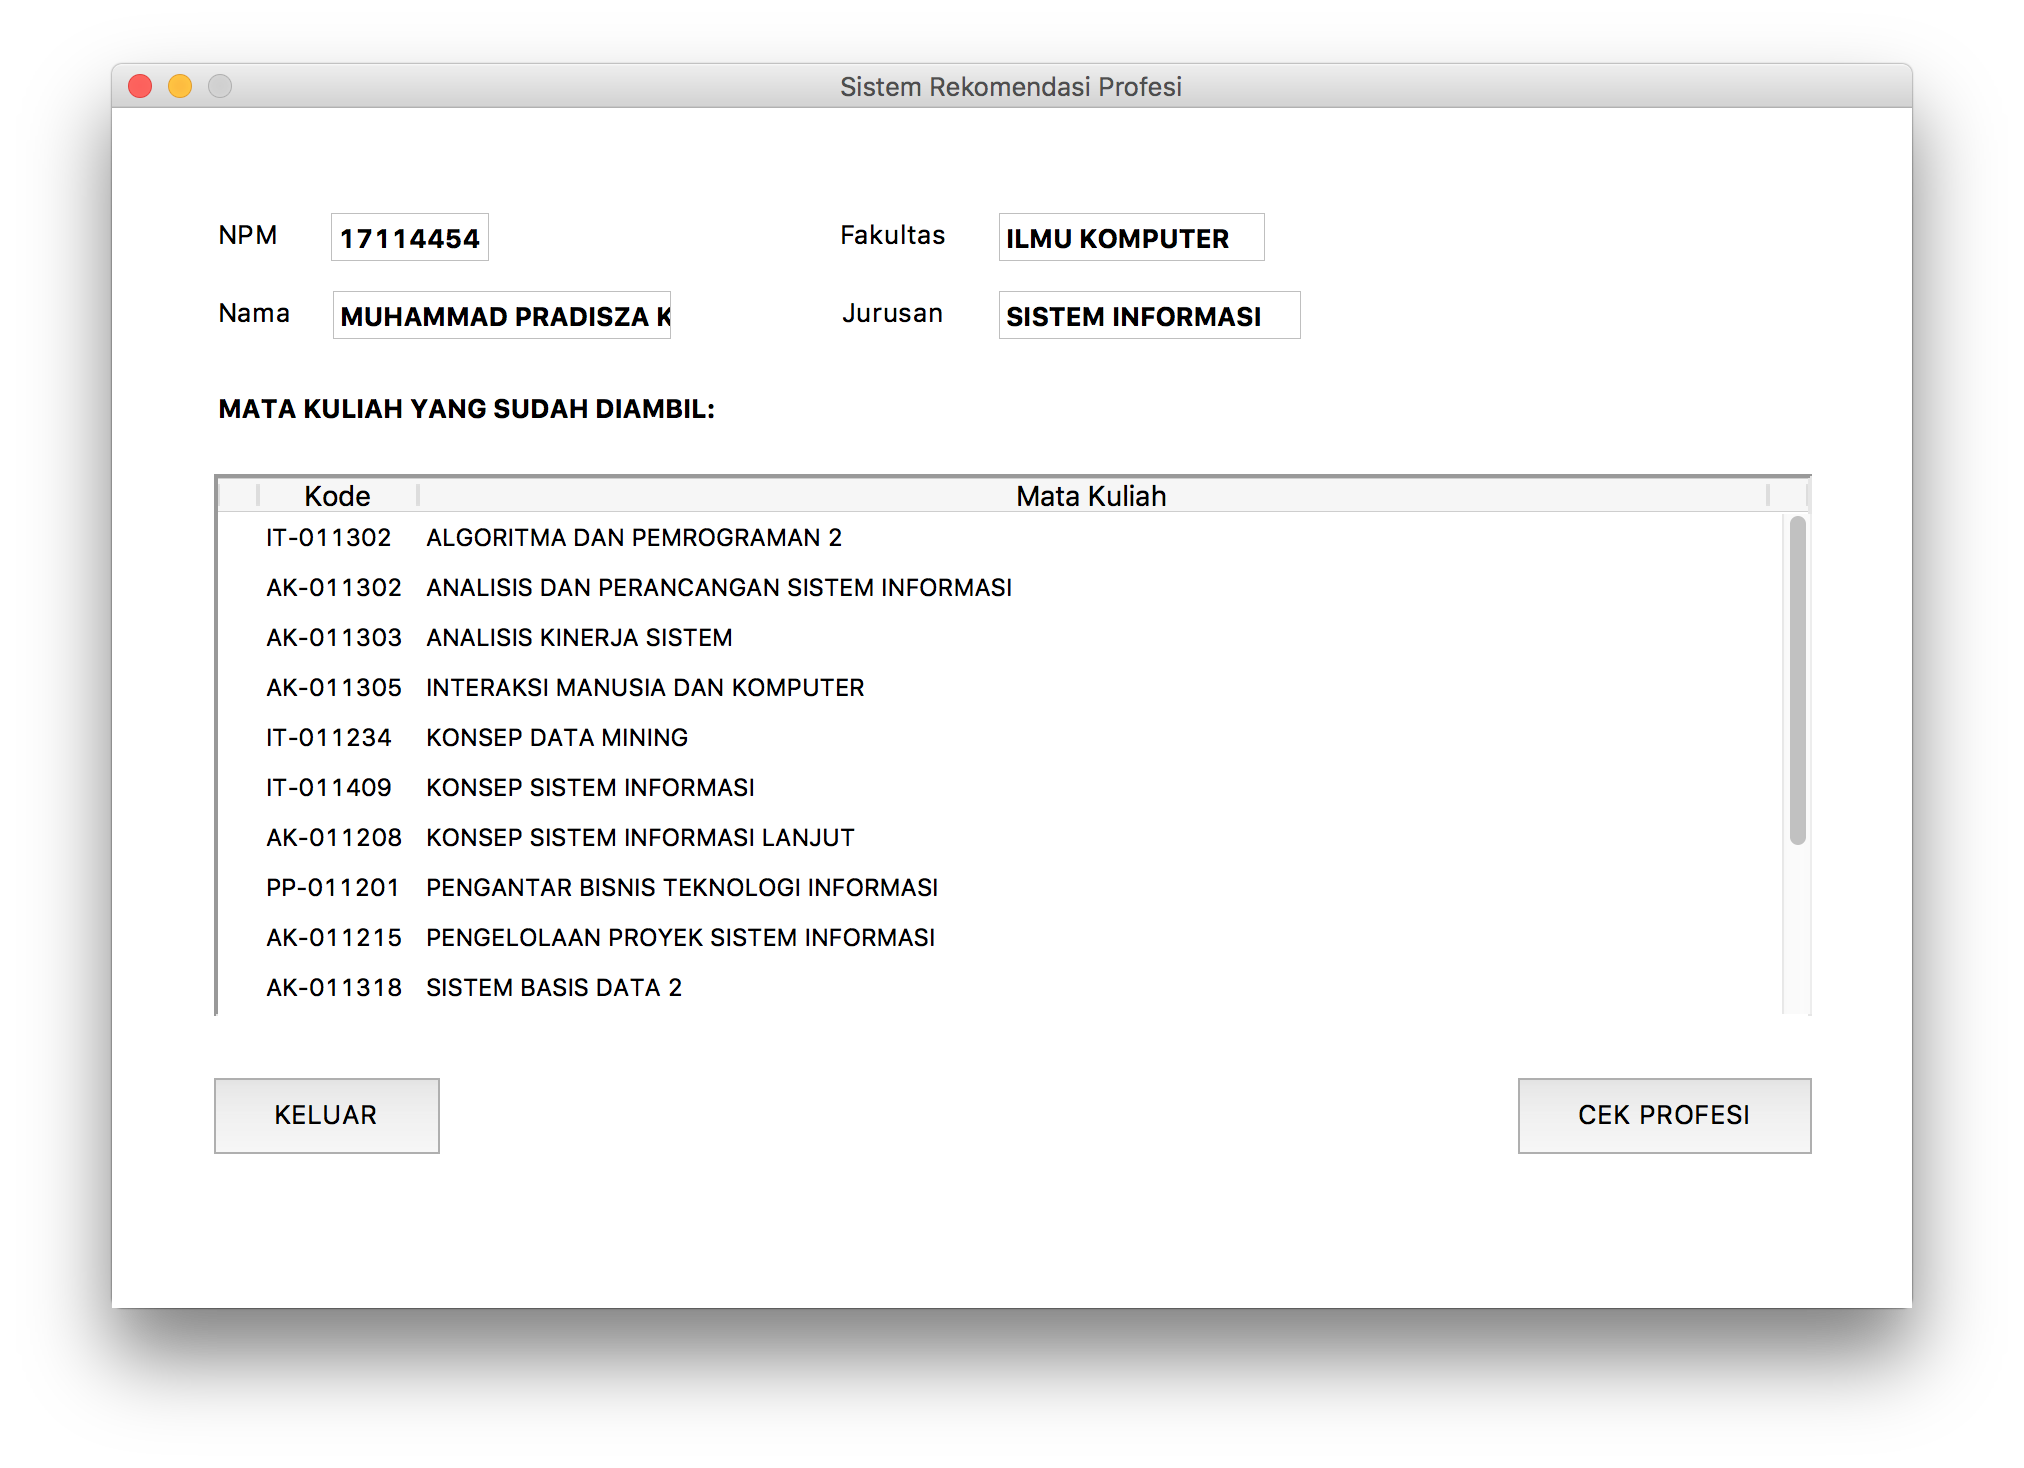 Sistem Rekomendasi Profesi
NPM 17114454 Fakultas ILMU KOMPUTER
Nama MUHAMMAD PRADISZA K Jurusan SISTEM INFORMASI
MATA KULIAH YANG SUDAH DIAMBIL:
Kode Mata Kuliah
IT-011302 ALGORITMA DAN PEMROGRAMAN 2
AK-011302 ANALISIS DAN PERANCANGAN SISTEM INFORMASI
AK-011303 ANALISIS KINERJA SISTEM
AK-011305 INTERAKSI MANUSIA DAN KOMPUTER
IT-011234 KONSEP DATA MINING
IT-011409 KONSEP SISTEM INFORMASI
AK-011208 KONSEP SISTEM INFORMASI LANJUT
PP-011201 PENGANTAR BISNIS TEKNOLOGI INFORMASI
AK-011215 PENGELOLAAN PROYEK SISTEM INFORMASI
AK-011318 SISTEM BASIS DATA 2
KELUAR CEK PROFESI